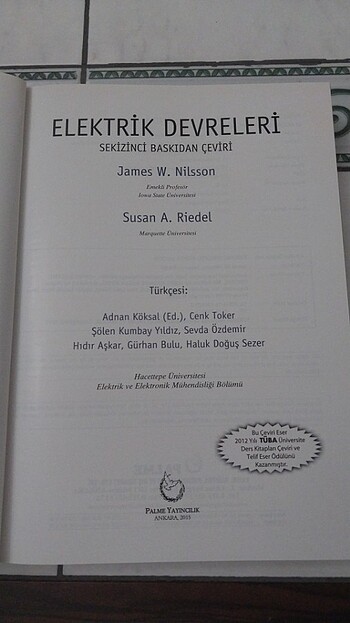 ELEKTRİK DEVRELERİ
SEKİZİNCİ BASKIDAN ÇEVİRİ
James W. Nilsson
Emekli Profesör
Iowa State Üniversitesi
Susan A. Riedel
Marquette Üniversitesi
Türkçesi:
Adnan Köksal (Ed.), Cenk Toker
Şölen Kumbay Yıldız, Sevda Özdemir
Hıdır Aşkar, Gürhan Bulu, Haluk Doğuş Sezer
Hacettepe Üniversitesi
Elektrik ve Elektronik Mühendisliği Bölümü
Bu Çeviri Eser
2012 Yılı TÜBA Üniversite
Ders Kitapları Çeviri ve
Telif Eser Ödülünü
Kazanmıştır.
PALME YAYINCILIK
ANKARA, 2015